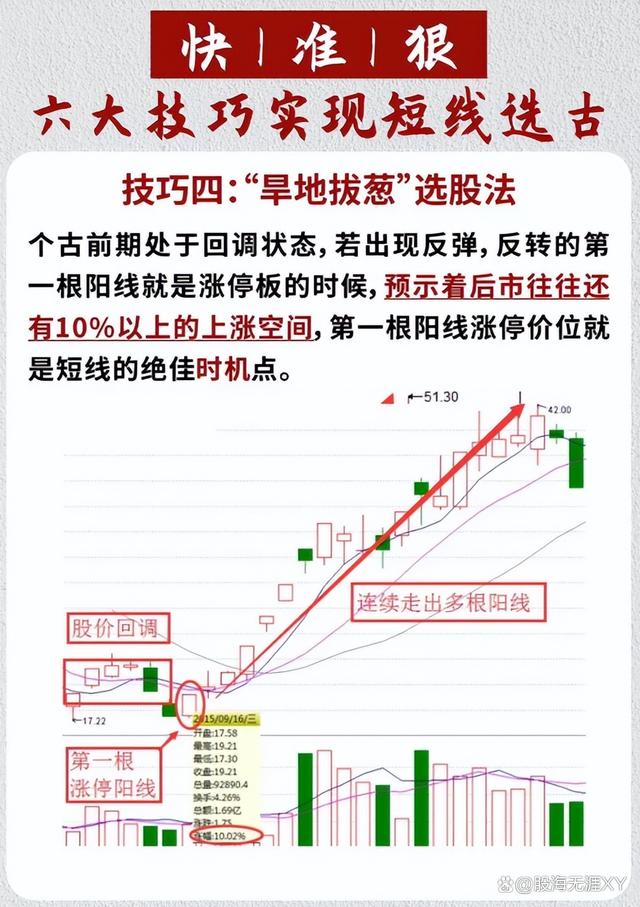 快|准|狠
六大技巧实现短线选古
技巧四:“旱地拔葱”选股法
个古前期处于回调状态,若出现反弹,反转的第
一根阳线就是涨停板的时候,预示着后市往往还
有10%以上的上涨空间,第一根阳线涨停价位就
是短线的绝佳时机点。
←51.30
42.00
连续走出多根阳线
股价回调
←17.22
第一根
涨停阳线
2015/09/16/三
开盘:17.58
最高:19.21
最低:17.30
收盘:19.21
总量:92890.4
换手:4.26%
总额:1.69亿
涨跌:1.75
涨幅:10.02%
@股海无涯XY